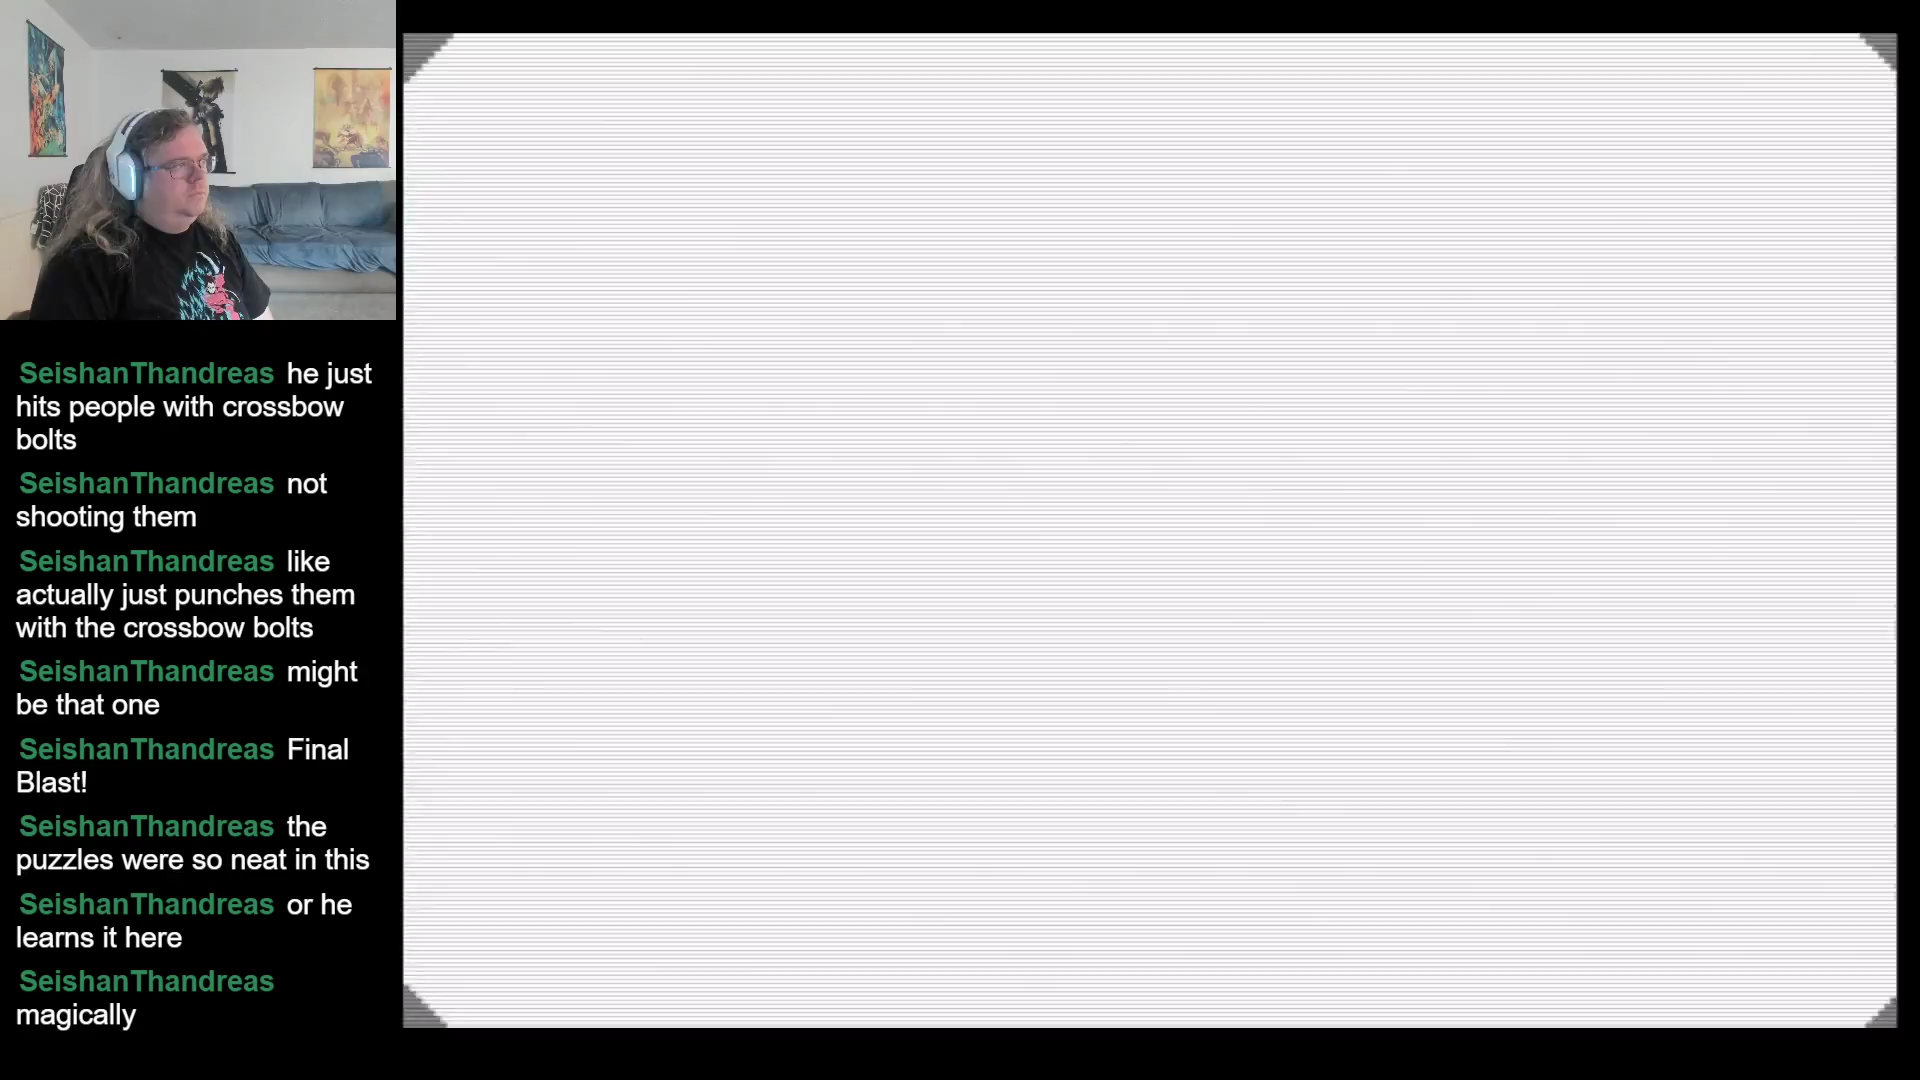 SeishanThandreas he just
hits people with crossbow
bolts
SeishanThandreas not
shooting them
SeishanThandreas like
actually just punches them
with the crossbow bolts
SeishanThandreas might
be that one
SeishanThandreas Final
Blast!
SeishanThandreas the
puzzles were so neat in this
SeishanThandreas or he
learns it here
SeishanThandreas
magically